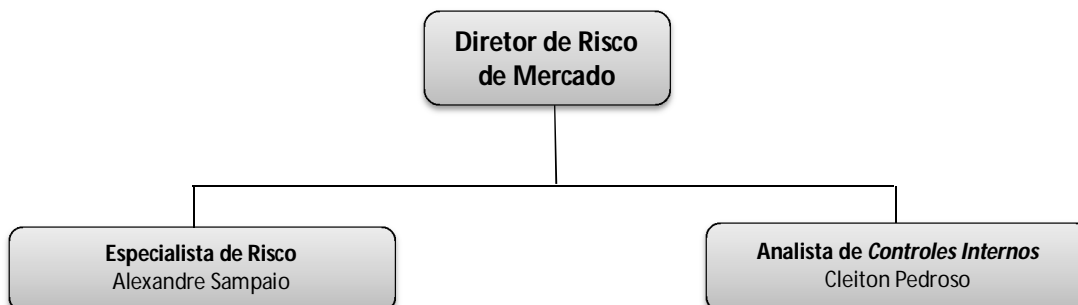 Diretor de Risco
de Mercado
Especialista de Risco
Alexandre Sampaio
Analista de Controles Internos
Cleiton Pedroso